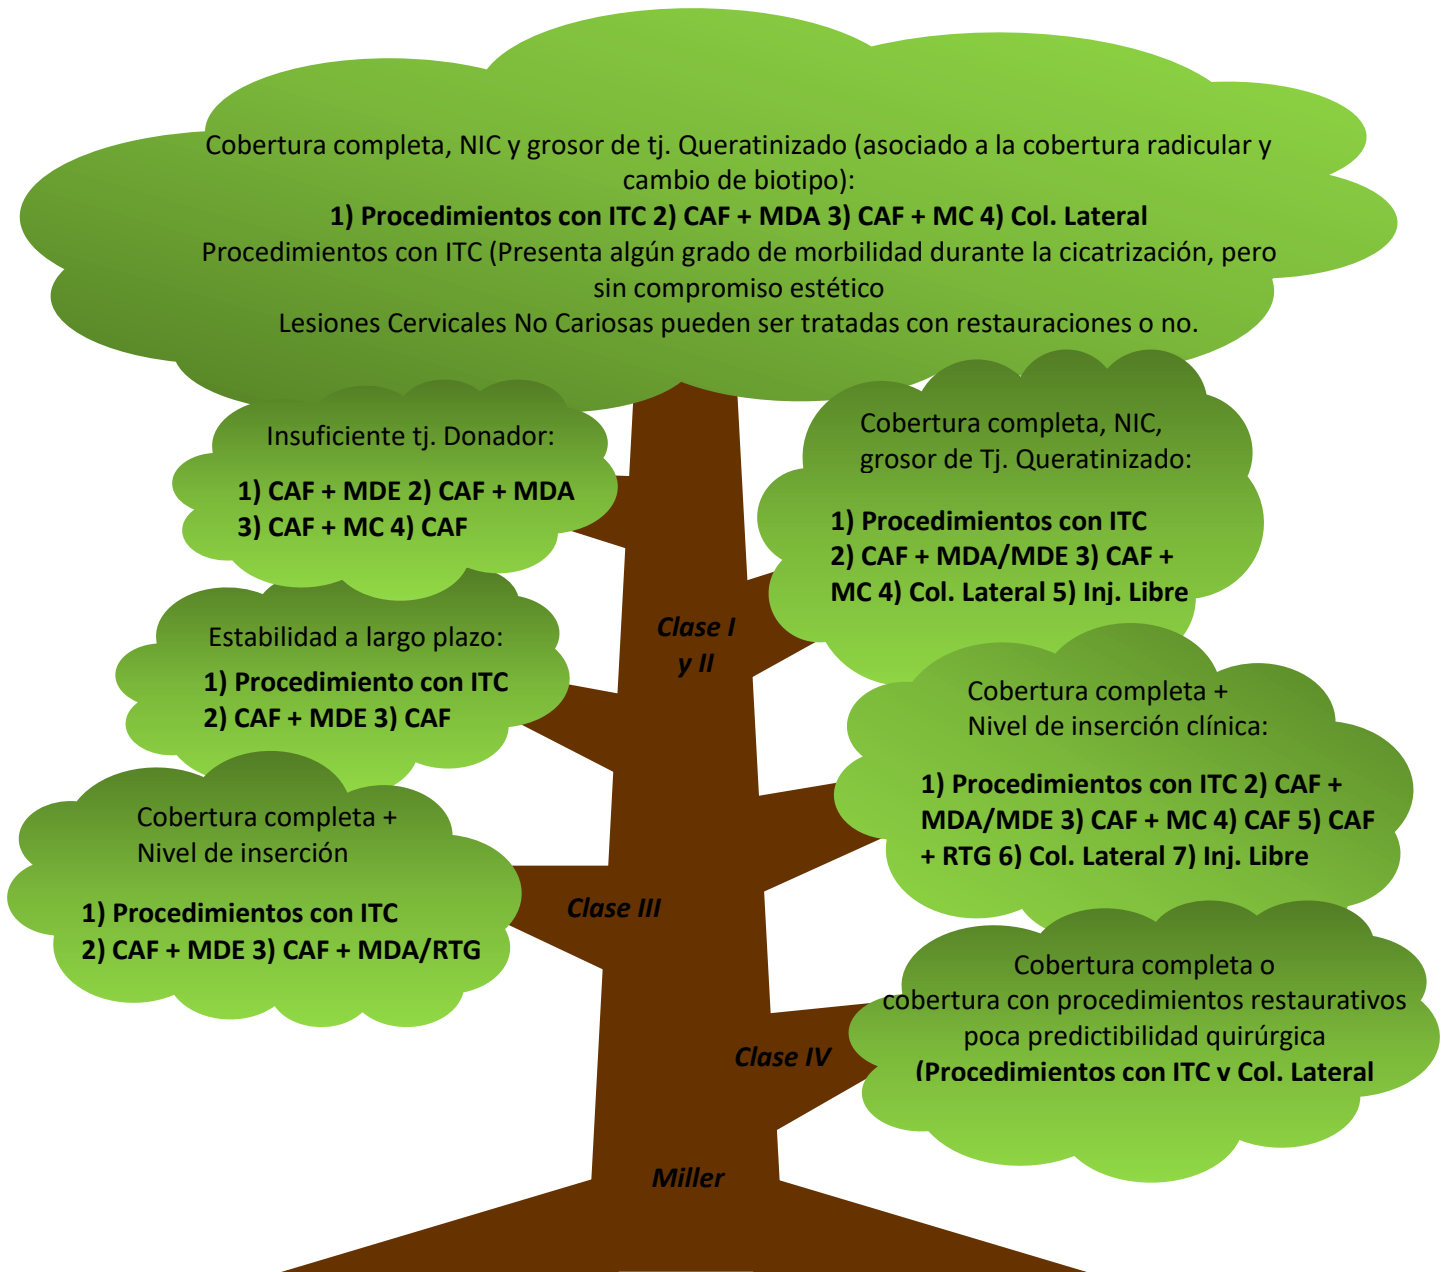 Cobertura completa, NIC y grosor de tj. Queratinizado (asociado a la cobertura radicular y
cambio de biotipo):
1) Procedimientos con ITC 2) CAF + MDA 3) CAF + MC 4) Col. Lateral
Procedimientos con ITC (Presenta algún grado de morbilidad durante la cicatrización, pero
sin compromiso estético
Lesiones Cervicales No Cariosas pueden ser tratadas con restauraciones o no.
Insuficiente tj. Donador:
1) CAF + MDE 2) CAF + MDA
3) CAF + MC 4) CAF
Cobertura completa, NIC,
grosor de Tj. Queratinizado:
1) Procedimientos con ITC
2) CAF + MDA/MDE 3) CAF +
MC 4) Col. Lateral 5) Inj. Libre
Clase I
y II
Estabilidad a largo plazo:
1) Procedimiento con ITC
2) CAF + MDE 3) CAF
Cobertura completa +
Nivel de inserción clínica:
1) Procedimientos con ITC 2) CAF +
MDA/MDE 3) CAF + MC 4) CAF 5) CAF
+ RTG 6) Col. Lateral 7) Inj. Libre
Cobertura completa +
Nivel de inserción
1) Procedimientos con ITC
2) CAF + MDE 3) CAF + MDA/RTG
Clase III
Cobertura completa o
cobertura con procedimientos restaurativos
poca predictibilidad quirúrgica
(Procedimientos con ITC y Col. Lateral
Clase IV
Miller